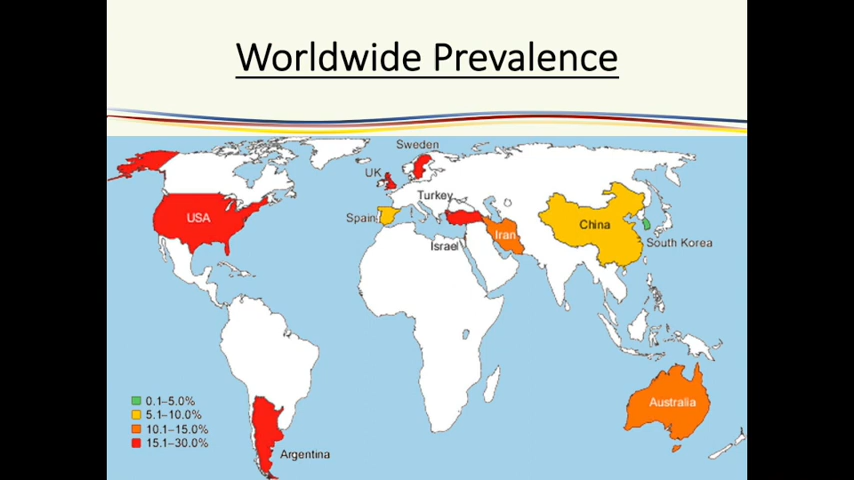 Worldwide Prevalence
Sweden
UK
Turkey
USA
Spain
China
Iran
Israel
South Korea
0.1–5.0%
5.1–10.0%
10.1–15.0%
15.1–30.0%
Australia
Argentina